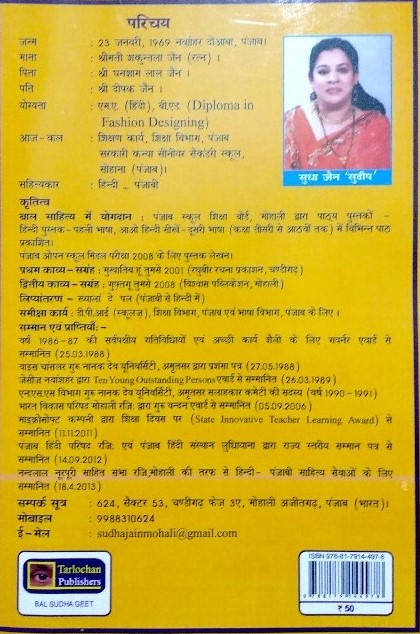 परिचय
जन्म : 23 जनवरी, 1969 नवांशहर दोआबा, पंजाब।
माता : श्रीमती शकुन्तला जैन (रत्न) ।
पिता : श्री घनशाम लाल जैन ।
पति : श्री दीपक जैन ।
योग्यता : एम.ए. (हिंदी), बी.एड. (Diploma in
Fashion Designing)
आज-कल : शिक्षण कार्य, शिक्षा विभाग, पंजाब
सरकारी कन्या सीनीयर सैकंडरी स्कूल,
सोहाना (पंजाब)।
सहित्यकार : हिन्दी _ पंजाबी
सुधा जैन 'सुदीप'
कृतित्व
बाल साहित्य में योगदान : पंजाब स्कूल शिक्षा बोर्ड, मोहाली द्वारा पाठ्य पुस्तकों -
हिन्दी पुस्तक-पहली भाषा, आओ हिन्दी सीखें-दूसरी भाषा (कक्षा तीसरी से आठवीं तक) में विभिन्न पाठ
प्रकाशित।
पंजाब ओपन स्कूल मिडल परीक्षा 2008 के लिए पुस्तक लेखन।
प्रथम काव्य-संग्रह : मुखातिब हूं तुमसे 2001 (रघुबीर रचना प्रकाशन, चण्डीगढ़)
द्वितीय काव्य-संग्रह : गुफ्तगू तुमसे 2008 (विश्वास पब्लिकेशन, मोहाली)
लिप्यांतरण - ख्यालां दे पल (पंजाबी से हिन्दी में)
समीक्षा कार्य : डी.पी.आई (स्कूलज़), शिक्षा विभाग, पंजाब एवं भाषा विभाग, पंजाब के लिए ।
सम्मान एवं प्राप्तियाँ:-
वर्ष 1986-87 की सर्वपक्षीय गतिविधियों एवं अच्छी कार्य शैली के लिए गवर्नर एवार्ड से
सम्मानित (25.03.1988)
वाइस चांसलर गुरु नानक देव यूनिवर्सिटी, अमृतसर द्वारा प्रशंसा पत्र (27.05.1988)
जेसीज नवांशहर द्वारा Ten Young Outstanding Persons एवार्ड से सम्मानित (26.03.1989)
एन.एस.एस विभाग गुरू नानक देव यूनिवर्सिटी, अमृतसर सलाहकार कमेटी की सदस्य (वर्ष 1990-1991)
भारत विकास परिषद मोहाली रजि: द्वारा गुरु वन्दन एवार्ड से सम्मानित (05.09.2006)
माइक्रोसोफ्ट कम्पनी द्वारा शिक्षा दिवस पर (State Innovative Teacher Learning Award) से
सम्मानित (11.11.2011)
पंजाब हिंदी परिषद रजि: एवं पंजाब हिंदी संस्थान लुधियाना द्वारा राज्य स्तरीय सम्मान पत्र से
सम्मानित (14.09.2012)
नन्दलाल नूरपूरी साहित सभा रजि.मोहाली की तरफ से हिन्दी- पंजाबी साहित्य सेवाओं के लिए
सम्मानित (18.4.2013)
सम्पर्क सूत्र : 624, सैक्टर 53, चण्डीगढ़ फेज़ 3ए, मोहाली अजीतगढ़, पंजाब (भारत)।
मोबाइल : 9988310624
ई-मेल : sudhajainmohali@gmail.com
Tarlochan
Publishers
BAL SUDHA GEET
ISBN 978-81-7914-497-8
₹ 50